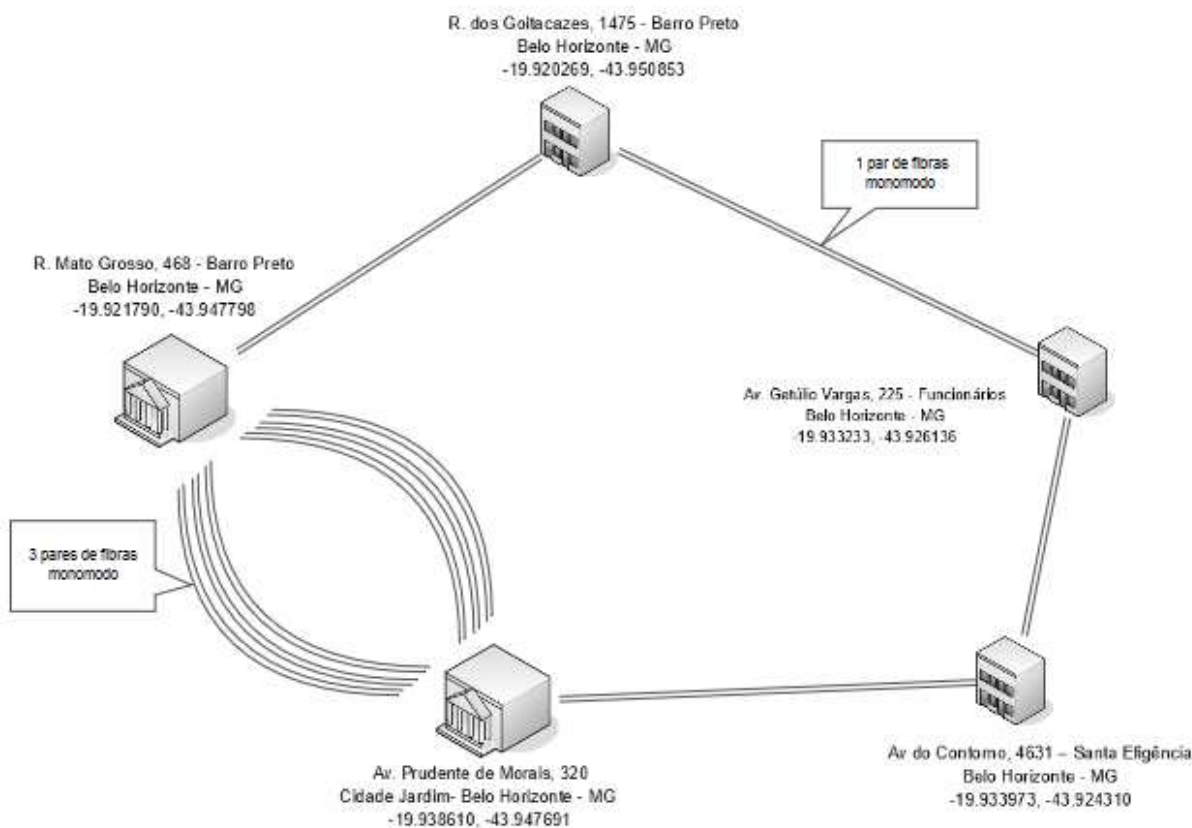 R. dos Goitacazes, 1475 - Barro Preto
Belo Horizonte - MG
-19.920269, -43.950853
1 par de fibras
monomodo
R. Mato Grosso, 468 - Barro Preto
Belo Horizonte - MG
-19.921790, -43.947798
Av. Getúlio Vargas, 225 - Funcionários
Belo Horizonte - MG
-19.933233, -43.926136
3 pares de fibras
monomodo
Av. Prudente de Morais, 320
Cidade Jardim- Belo Horizonte - MG
-19.938610, -43.947691
Av do Contorno, 4631 – Santa Efigência
Belo Horizonte - MG
-19.933973, -43.924310